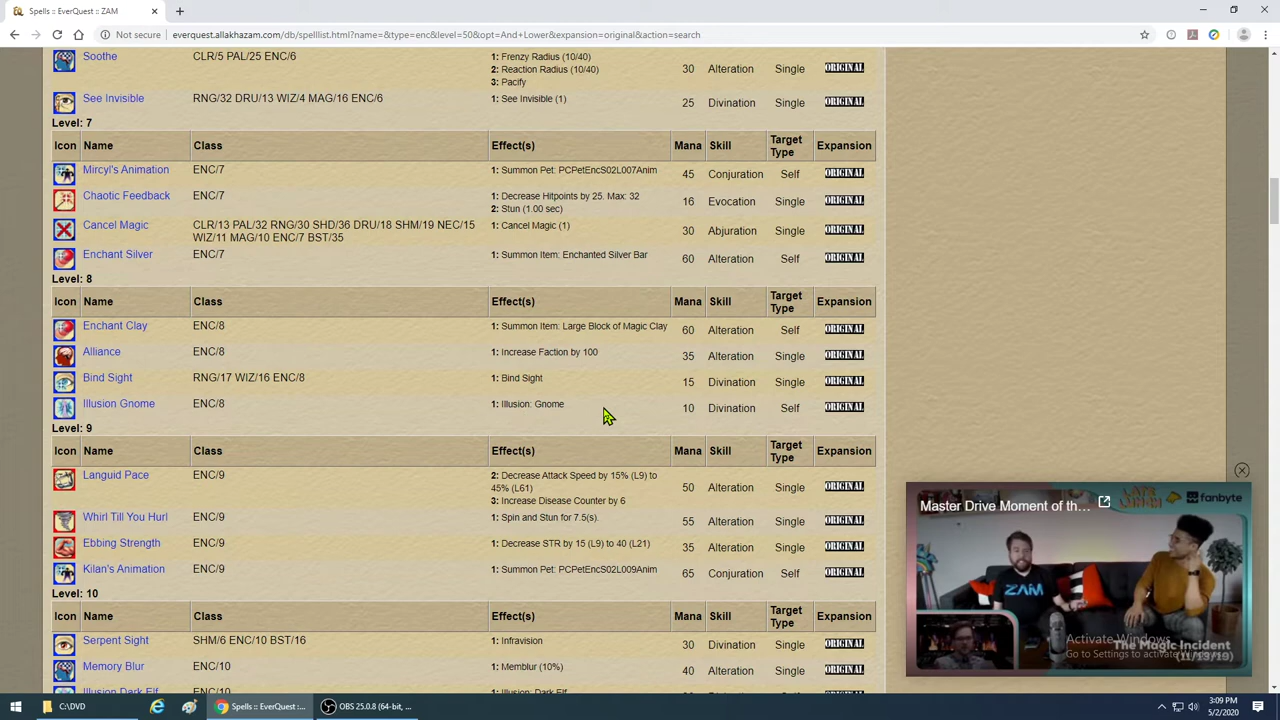 Spells :: EverQuest :: ZAM
Not secure | everquest.allakhazam.com/db/spelllist.html?name=&type=enc&level=50&opt=And+Lower&expansion=original&action=search
Soothe CLR/5 PAL/25 ENC/6 1: Frenzy Radius (10/40)
2: Reaction Radius (10/40)
3: Pacify
30 Alteration Single ORIGINAL
See Invisible RNG/32 DRU/13 WIZ/4 MAG/16 ENC/6 1: See Invisible (1) 25 Divination Single ORIGINAL
Level: 7
Icon Name Class Effect(s) Mana Skill Target Type Expansion
Mircyl's Animation ENC/7 1: Summon Pet: PCPetEncS02L007Anim 45 Conjuration Self ORIGINAL
Chaotic Feedback ENC/7 1: Decrease Hitpoints by 25. Max: 32
2: Stun (1.00 sec)
16 Evocation Single ORIGINAL
Cancel Magic CLR/13 PAL/32 RNG/30 SHD/36 DRU/18 SHM/19 NEC/15
WIZ/11 MAG/10 ENC/7 BST/35
1: Cancel Magic (1) 30 Abjuration Single ORIGINAL
Enchant Silver ENC/7 1: Summon Item: Enchanted Silver Bar 60 Alteration Self ORIGINAL
Level: 8
Icon Name Class Effect(s) Mana Skill Target Type Expansion
Enchant Clay ENC/8 1: Summon Item: Large Block of Magic Clay 60 Alteration Self ORIGINAL
Alliance ENC/8 1: Increase Faction by 100 35 Alteration Single ORIGINAL
Bind Sight RNG/17 WIZ/16 ENC/8 1: Bind Sight 15 Divination Single ORIGINAL
Illusion Gnome ENC/8 1: Illusion: Gnome 10 Divination Self ORIGINAL
Level: 9
Icon Name Class Effect(s) Mana Skill Target Type Expansion
Languid Pace ENC/9 2: Decrease Attack Speed by 15% (L9) to
45% (L61)
3: Increase Disease Counter by 6
50 Alteration Single ORIGINAL
Whirl Till You Hurl ENC/9 1: Spin and Stun for 7.5(s). 55 Alteration Single ORIGINAL
Ebbing Strength ENC/9 1: Decrease STR by 15 (L9) to 40 (L21) 35 Alteration Single ORIGINAL
Kilan's Animation ENC/9 1: Summon Pet: PCPetEncS02L009Anim 65 Conjuration Self ORIGINAL
Level: 10
Icon Name Class Effect(s) Mana Skill Target Type Expansion
Serpent Sight SHM/6 ENC/10 BST/16 1: Infravision 30 Divination Single ORIGINAL
Memory Blur ENC/10 1: Memblur (10%) 40 Alteration Single ORIGINAL
Illusion Dark Elf ENC/10 1: Illusion: Dark Elf
Master Drive Moment of th...
fanbyte
ZAM
Activate Windows
Go to Settings to activate Windows.
The Magic Incident
(11/13/19)
C:\DVD
Spells :: EverQuest :...
OBS 25.0.8 (64-bit, ...
3:09 PM
5/2/2020